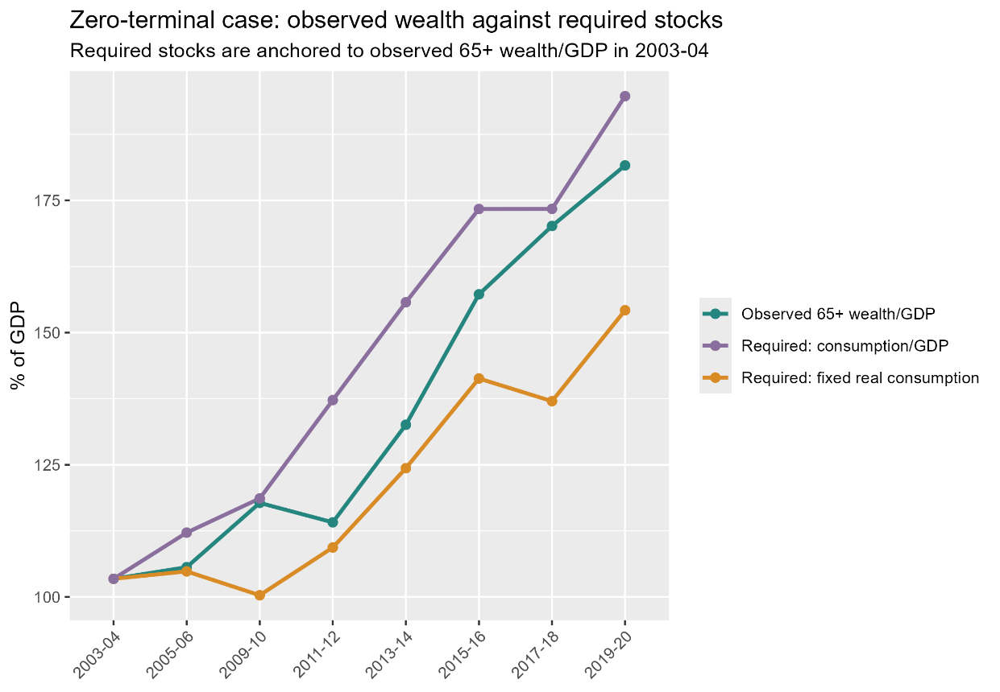 Zero-terminal case: observed wealth against required stocks
Required stocks are anchored to observed 65+ wealth/GDP in 2003-04
% of GDP
175
150
125
100
2003-04
2005-06
2009-10
2011-12
2013-14
2015-16
2017-18
2019-20
Observed 65+ wealth/GDP
Required: consumption/GDP
Required: fixed real consumption